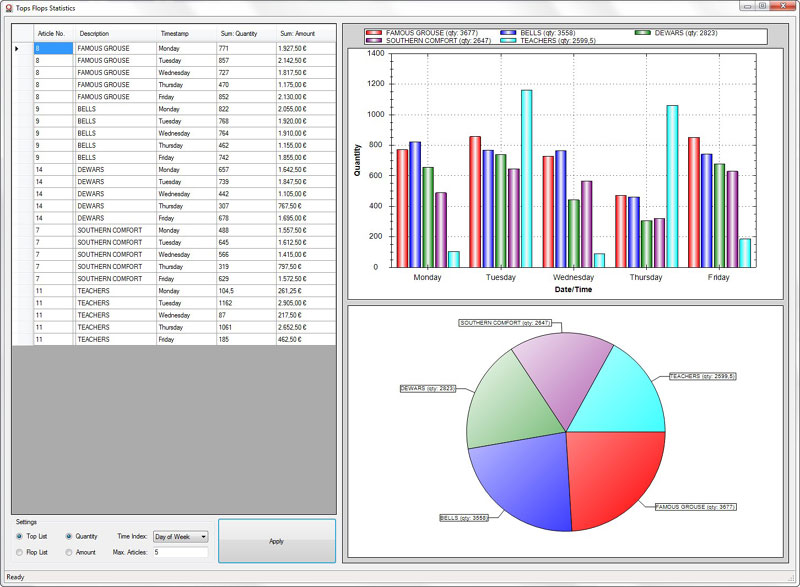 Tops Flops Statistics
Article No. Description Timestamp Sum: Quantity Sum: Amount
8 FAMOUS GROUSE Monday 771 1.927,50 €
8 FAMOUS GROUSE Tuesday 857 2.142,50 €
8 FAMOUS GROUSE Wednesday 727 1.817,50 €
8 FAMOUS GROUSE Thursday 470 1.175,00 €
8 FAMOUS GROUSE Friday 852 2.130,00 €
9 BELLS Monday 822 2.055,00 €
9 BELLS Tuesday 768 1.920,00 €
9 BELLS Wednesday 764 1.910,00 €
9 BELLS Thursday 462 1.155,00 €
9 BELLS Friday 742 1.855,00 €
14 DEWARS Monday 657 1.642,50 €
14 DEWARS Tuesday 739 1.847,50 €
14 DEWARS Wednesday 442 1.105,00 €
14 DEWARS Thursday 307 767,50 €
14 DEWARS Friday 678 1.695,00 €
7 SOUTHERN COMFORT Monday 488 1.557,50 €
7 SOUTHERN COMFORT Tuesday 645 1.612,50 €
7 SOUTHERN COMFORT Wednesday 566 1.415,00 €
7 SOUTHERN COMFORT Thursday 319 797,50 €
7 SOUTHERN COMFORT Friday 629 1.572,50 €
11 TEACHERS Monday 104,5 261,25 €
11 TEACHERS Tuesday 1162 2.905,00 €
11 TEACHERS Wednesday 87 217,50 €
11 TEACHERS Thursday 1061 2.652,50 €
11 TEACHERS Friday 185 462,50 €
Settings
Top List Quantity Time Index: Day of Week
Flop List Amount Max. Articles: 5
Apply
FAMOUS GROUSE (qty: 3677) BELLS (qty: 3558) DEWARS (qty: 2823)
SOUTHERN COMFORT (qty: 2647) TEACHERS (qty: 2599,5)
1400
1200
1000
800
600
400
200
0
Quantity
Monday Tuesday Wednesday Thursday Friday
Date/Time
SOUTHERN COMFORT (qty: 2647)
TEACHERS (qty: 2599,5)
DEWARS (qty: 2823)
FAMOUS GROUSE (qty: 3677)
BELLS (qty: 3558)
Ready